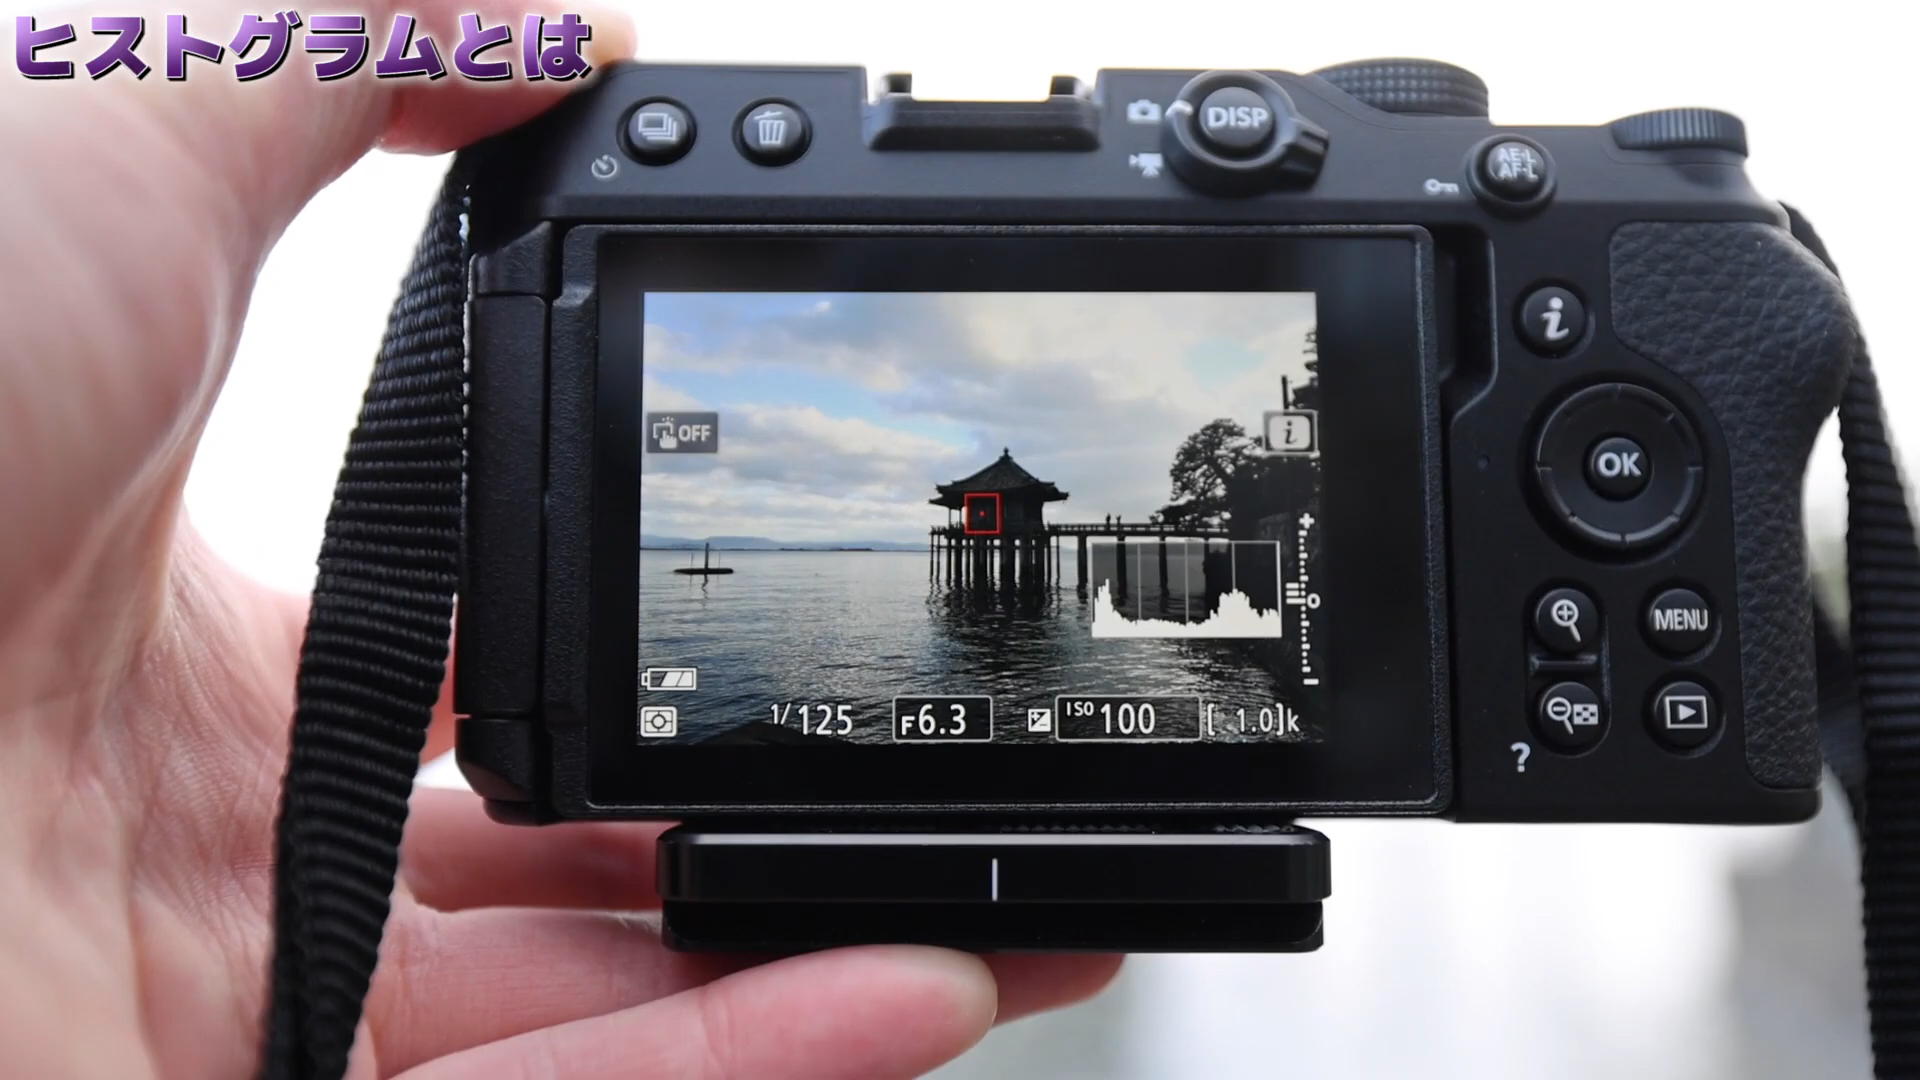 ヒストグラムとは
DISP
AE-L
AF-L
i
OFF
i
OK
MENU
1/125
F6.3
ISO 100
[1.0]k
?